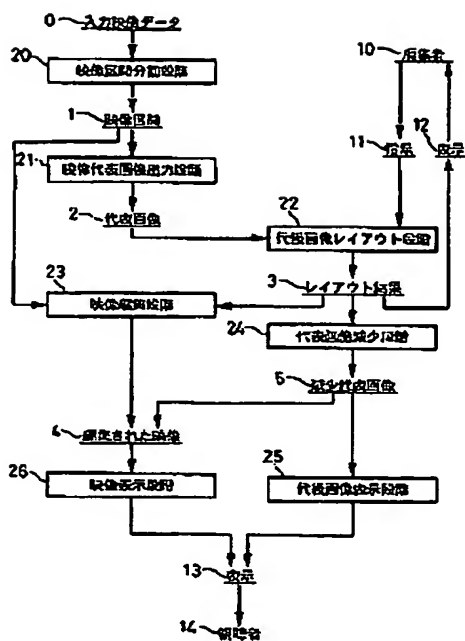 0 入力映像データ
20
映像区間分割段階
1 映像区間
21
映像代表画像出力段階
2 代表画像
10 編集者
11 指示
12 表示
22
代表画像レイアウト段階
3 レイアウト結果
23
映像編集段階
24
代表画像減少段階
5 減少代表画像
4 編集された映像
26
映像表示段階
25
代表画像表示段階
13 表示
14 視聴者